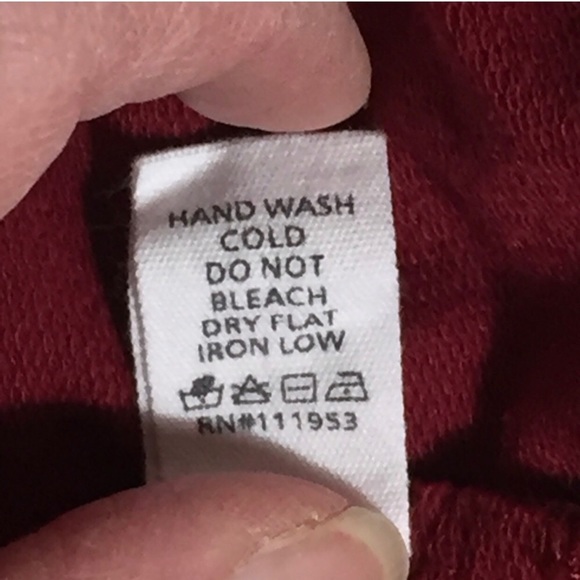 HAND WASH
COLD
DO NOT
BLEACH
DRY FLAT
IRON LOW
RN#111953